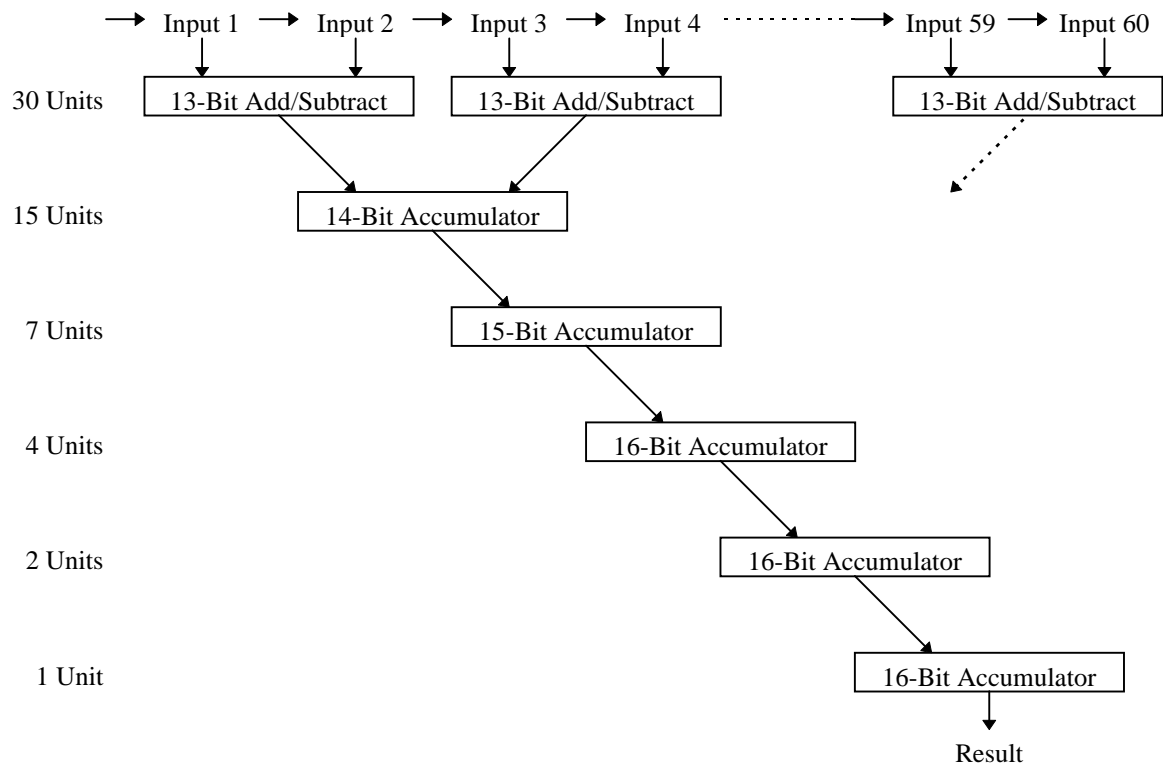 Input 1 Input 2 Input 3 Input 4 Input 59 Input 60
30 Units 13-Bit Add/Subtract 13-Bit Add/Subtract 13-Bit Add/Subtract
15 Units 14-Bit Accumulator
7 Units 15-Bit Accumulator
4 Units 16-Bit Accumulator
2 Units 16-Bit Accumulator
1 Unit 16-Bit Accumulator
Result